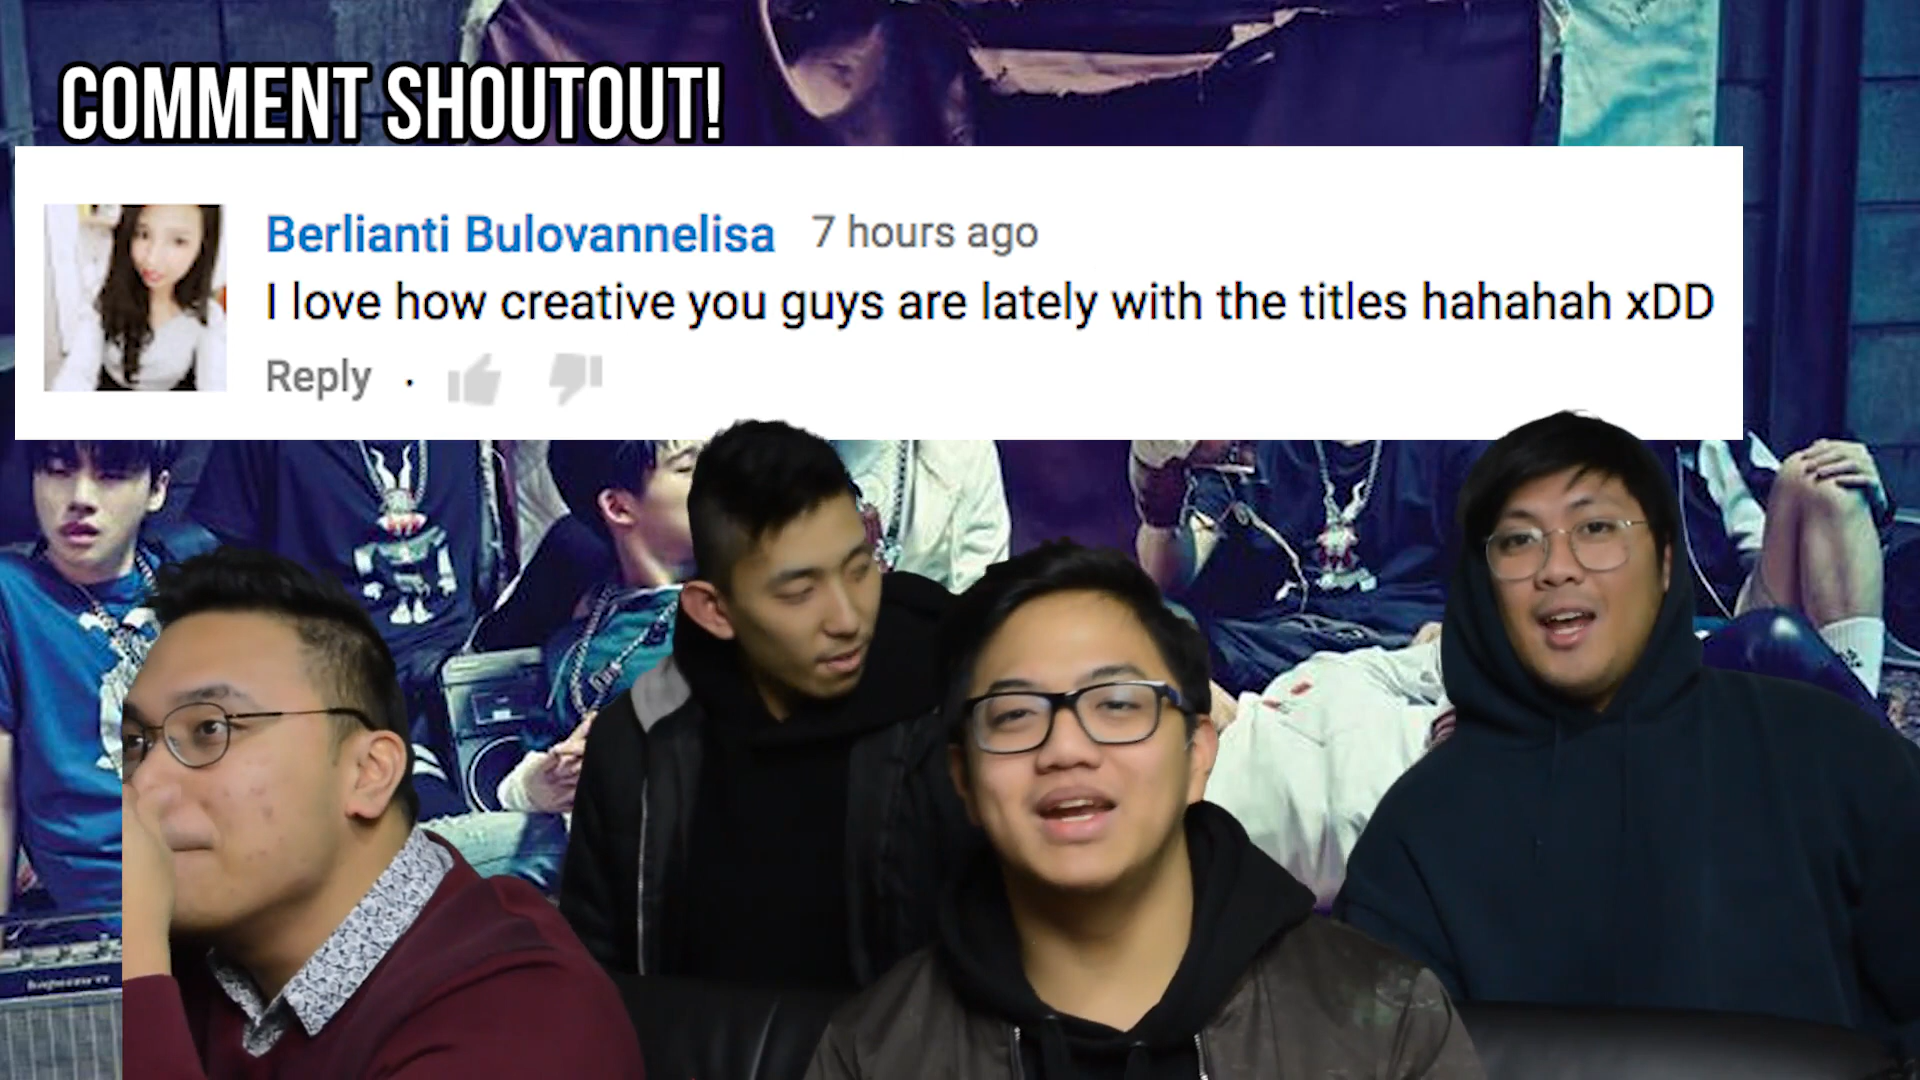 COMMENT SHOUTOUT!
Berlianti Bulovannelisa 7 hours ago
I love how creative you guys are lately with the titles hahahah xDD
Reply ·